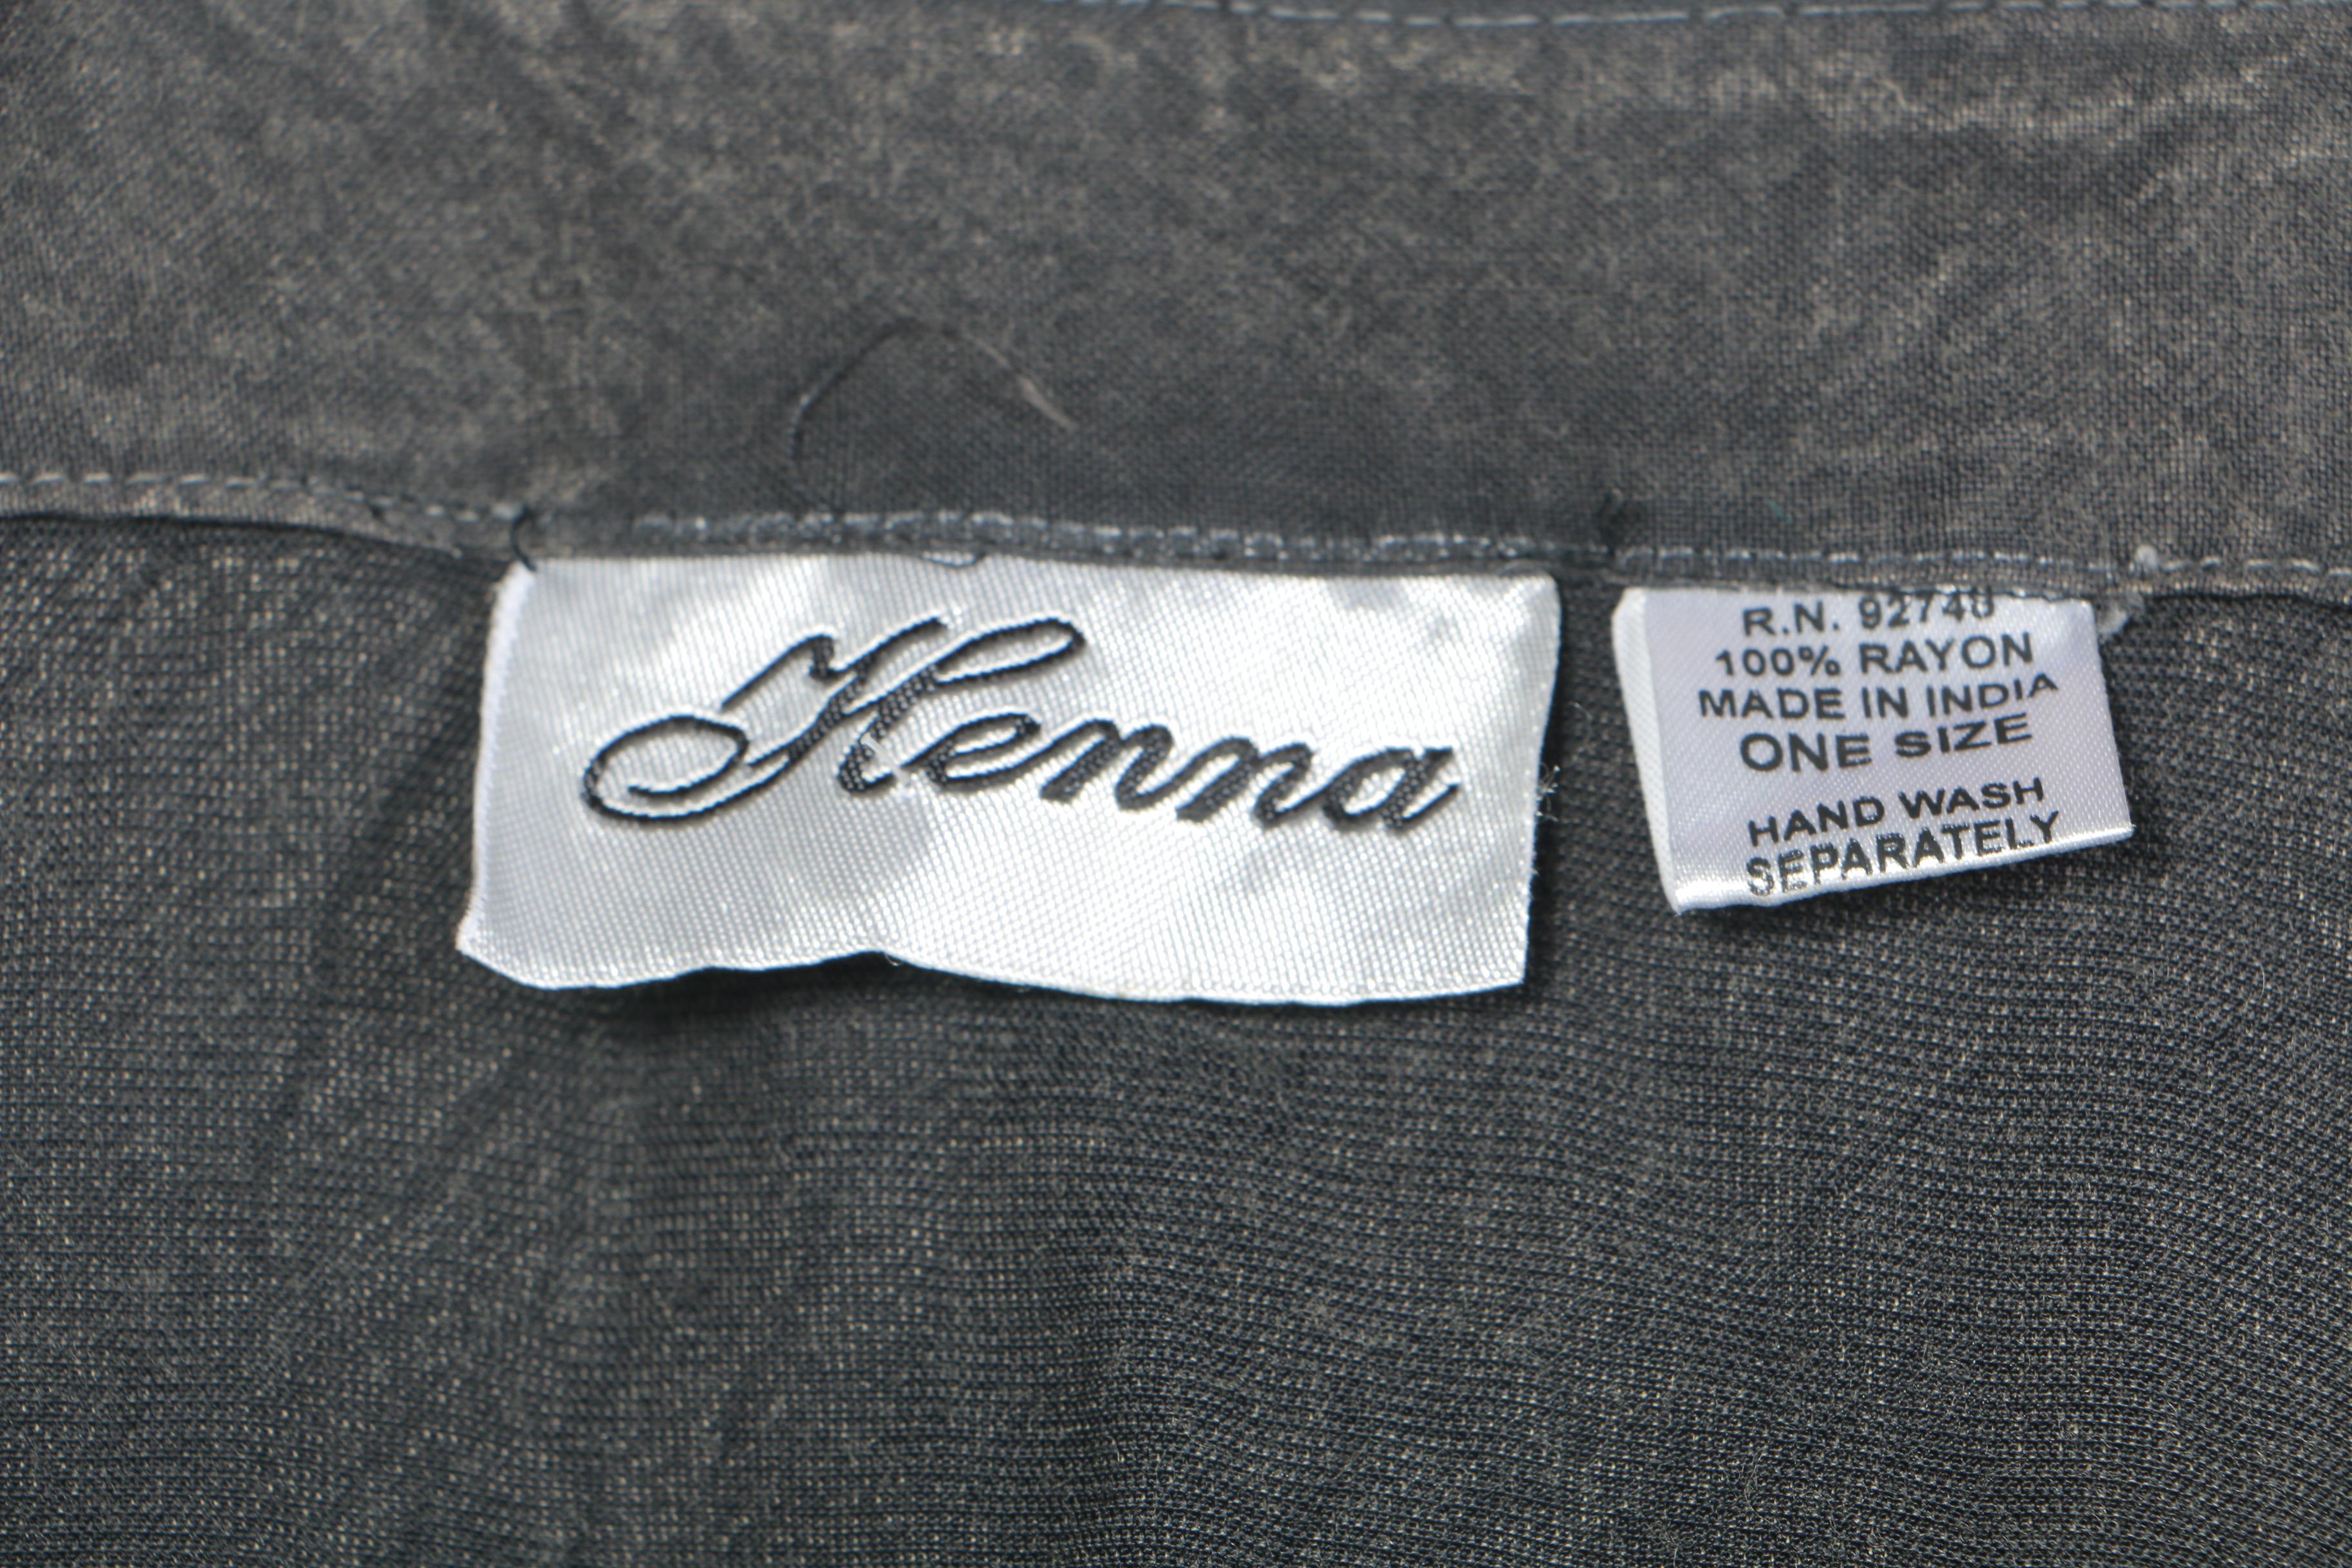 Henna
R.N. 92740
100% RAYON
MADE IN INDIA
ONE SIZE
HAND WASH
SEPARATELY